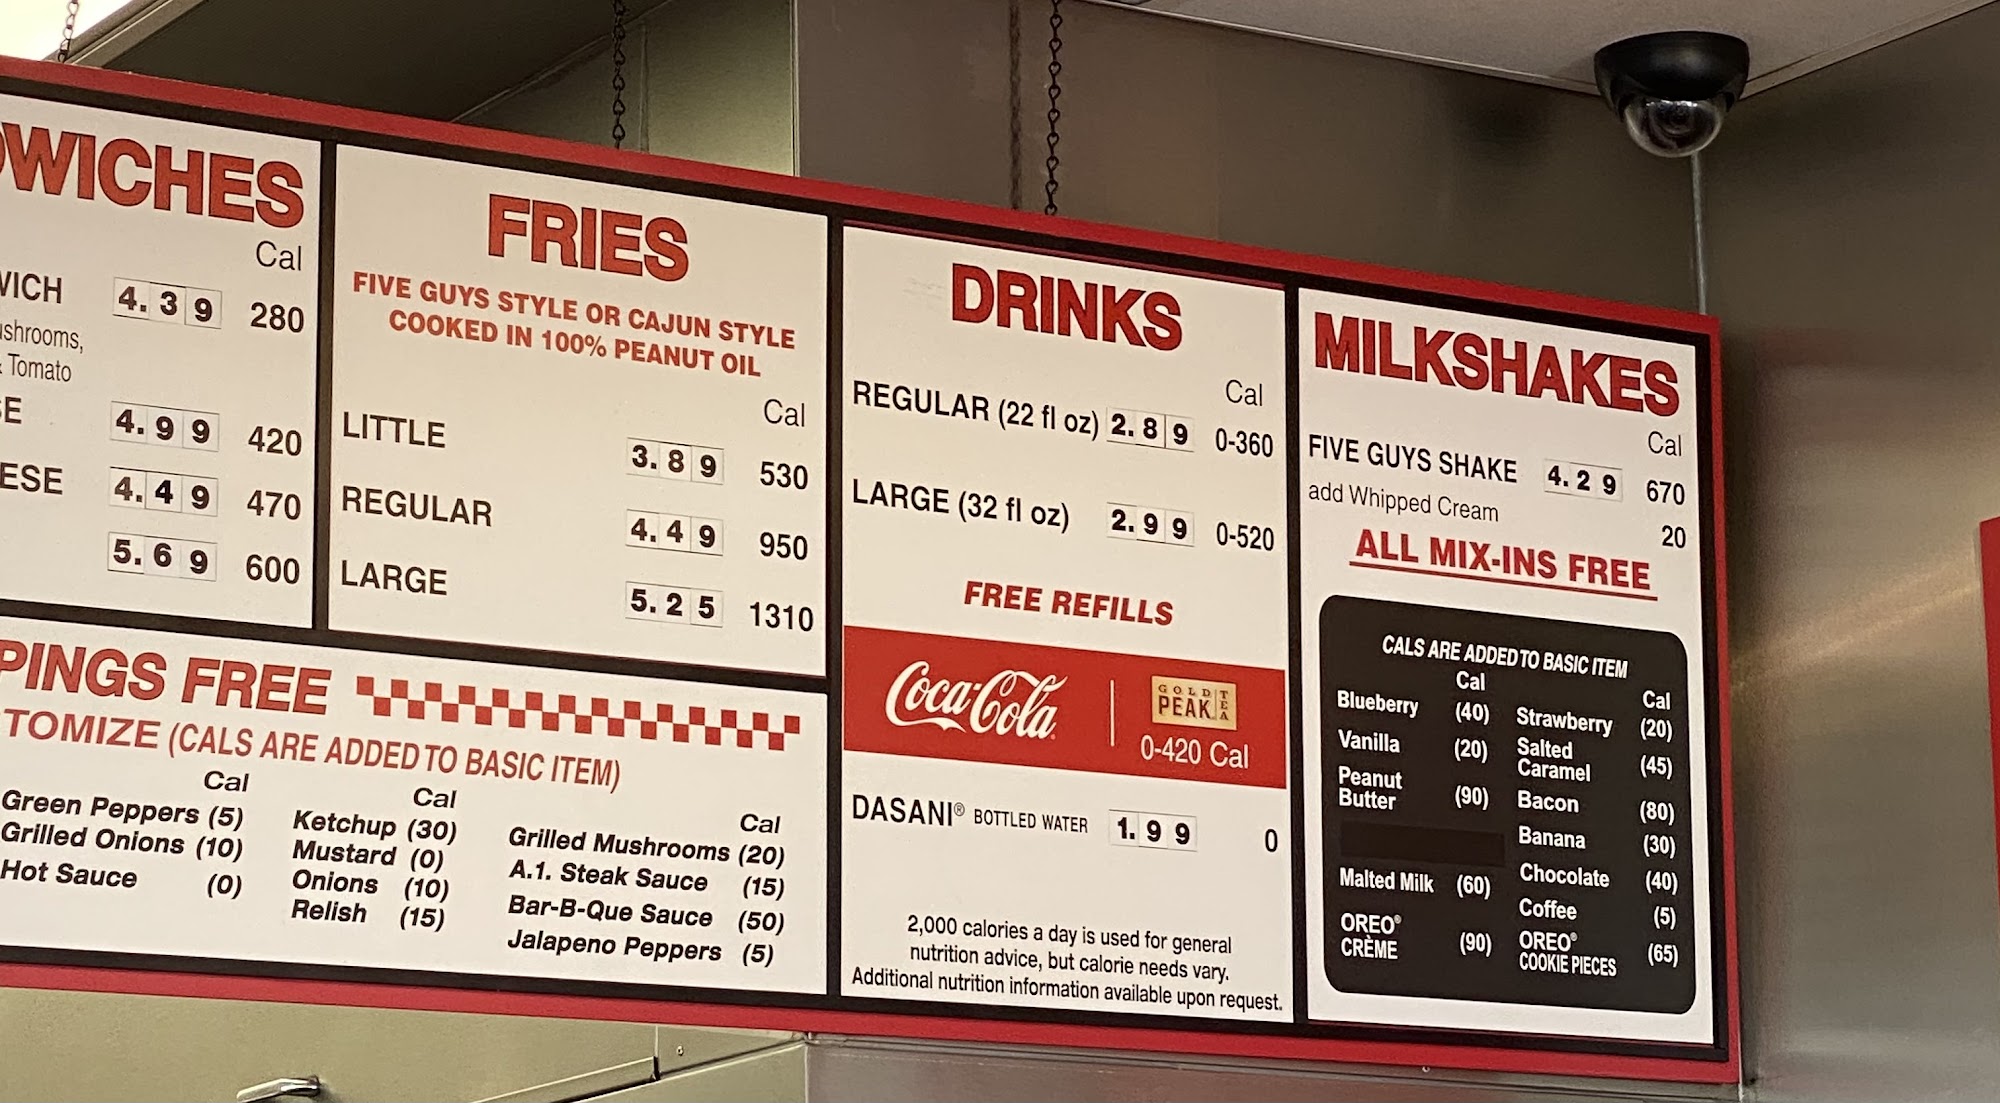 WICHES
Cal
WICH 4.39 280
ushrooms,
& Tomato
SE 4.99 420
ESE 4.49 470
5.69 600
FRIES
FIVE GUYS STYLE OR CAJUN STYLE
COOKED IN 100% PEANUT OIL
Cal
LITTLE 3.89 530
REGULAR 4.49 950
LARGE 5.25 1310
DRINKS
Cal
REGULAR (22 fl oz) 2.89 0-360
LARGE (32 fl oz) 2.99 0-520
FREE REFILLS
Coca-Cola
GOLD PEAK TEA
0-420 Cal
DASANI® BOTTLED WATER 1.99 0
2,000 calories a day is used for general
nutrition advice, but calorie needs vary.
Additional nutrition information available upon request.
MILKSHAKES
Cal
FIVE GUYS SHAKE 4.29 670
add Whipped Cream 20
ALL MIX-INS FREE
CALS ARE ADDED TO BASIC ITEM
Cal
Blueberry (40)
Vanilla (20)
Peanut
Butter (90)
Malted Milk (60)
OREO®
CRÈME (90)
Cal
Strawberry (20)
Salted
Caramel (45)
Bacon (80)
Banana (30)
Chocolate (40)
Coffee (5)
OREO®
COOKIE PIECES (65)
PINGS FREE
TOMIZE (CALS ARE ADDED TO BASIC ITEM)
Cal
Green Peppers (5)
Grilled Onions (10)
Hot Sauce (0)
Cal
Ketchup (30)
Mustard (0)
Onions (10)
Relish (15)
Cal
Grilled Mushrooms (20)
A.1. Steak Sauce (15)
Bar-B-Que Sauce (50)
Jalapeno Peppers (5)